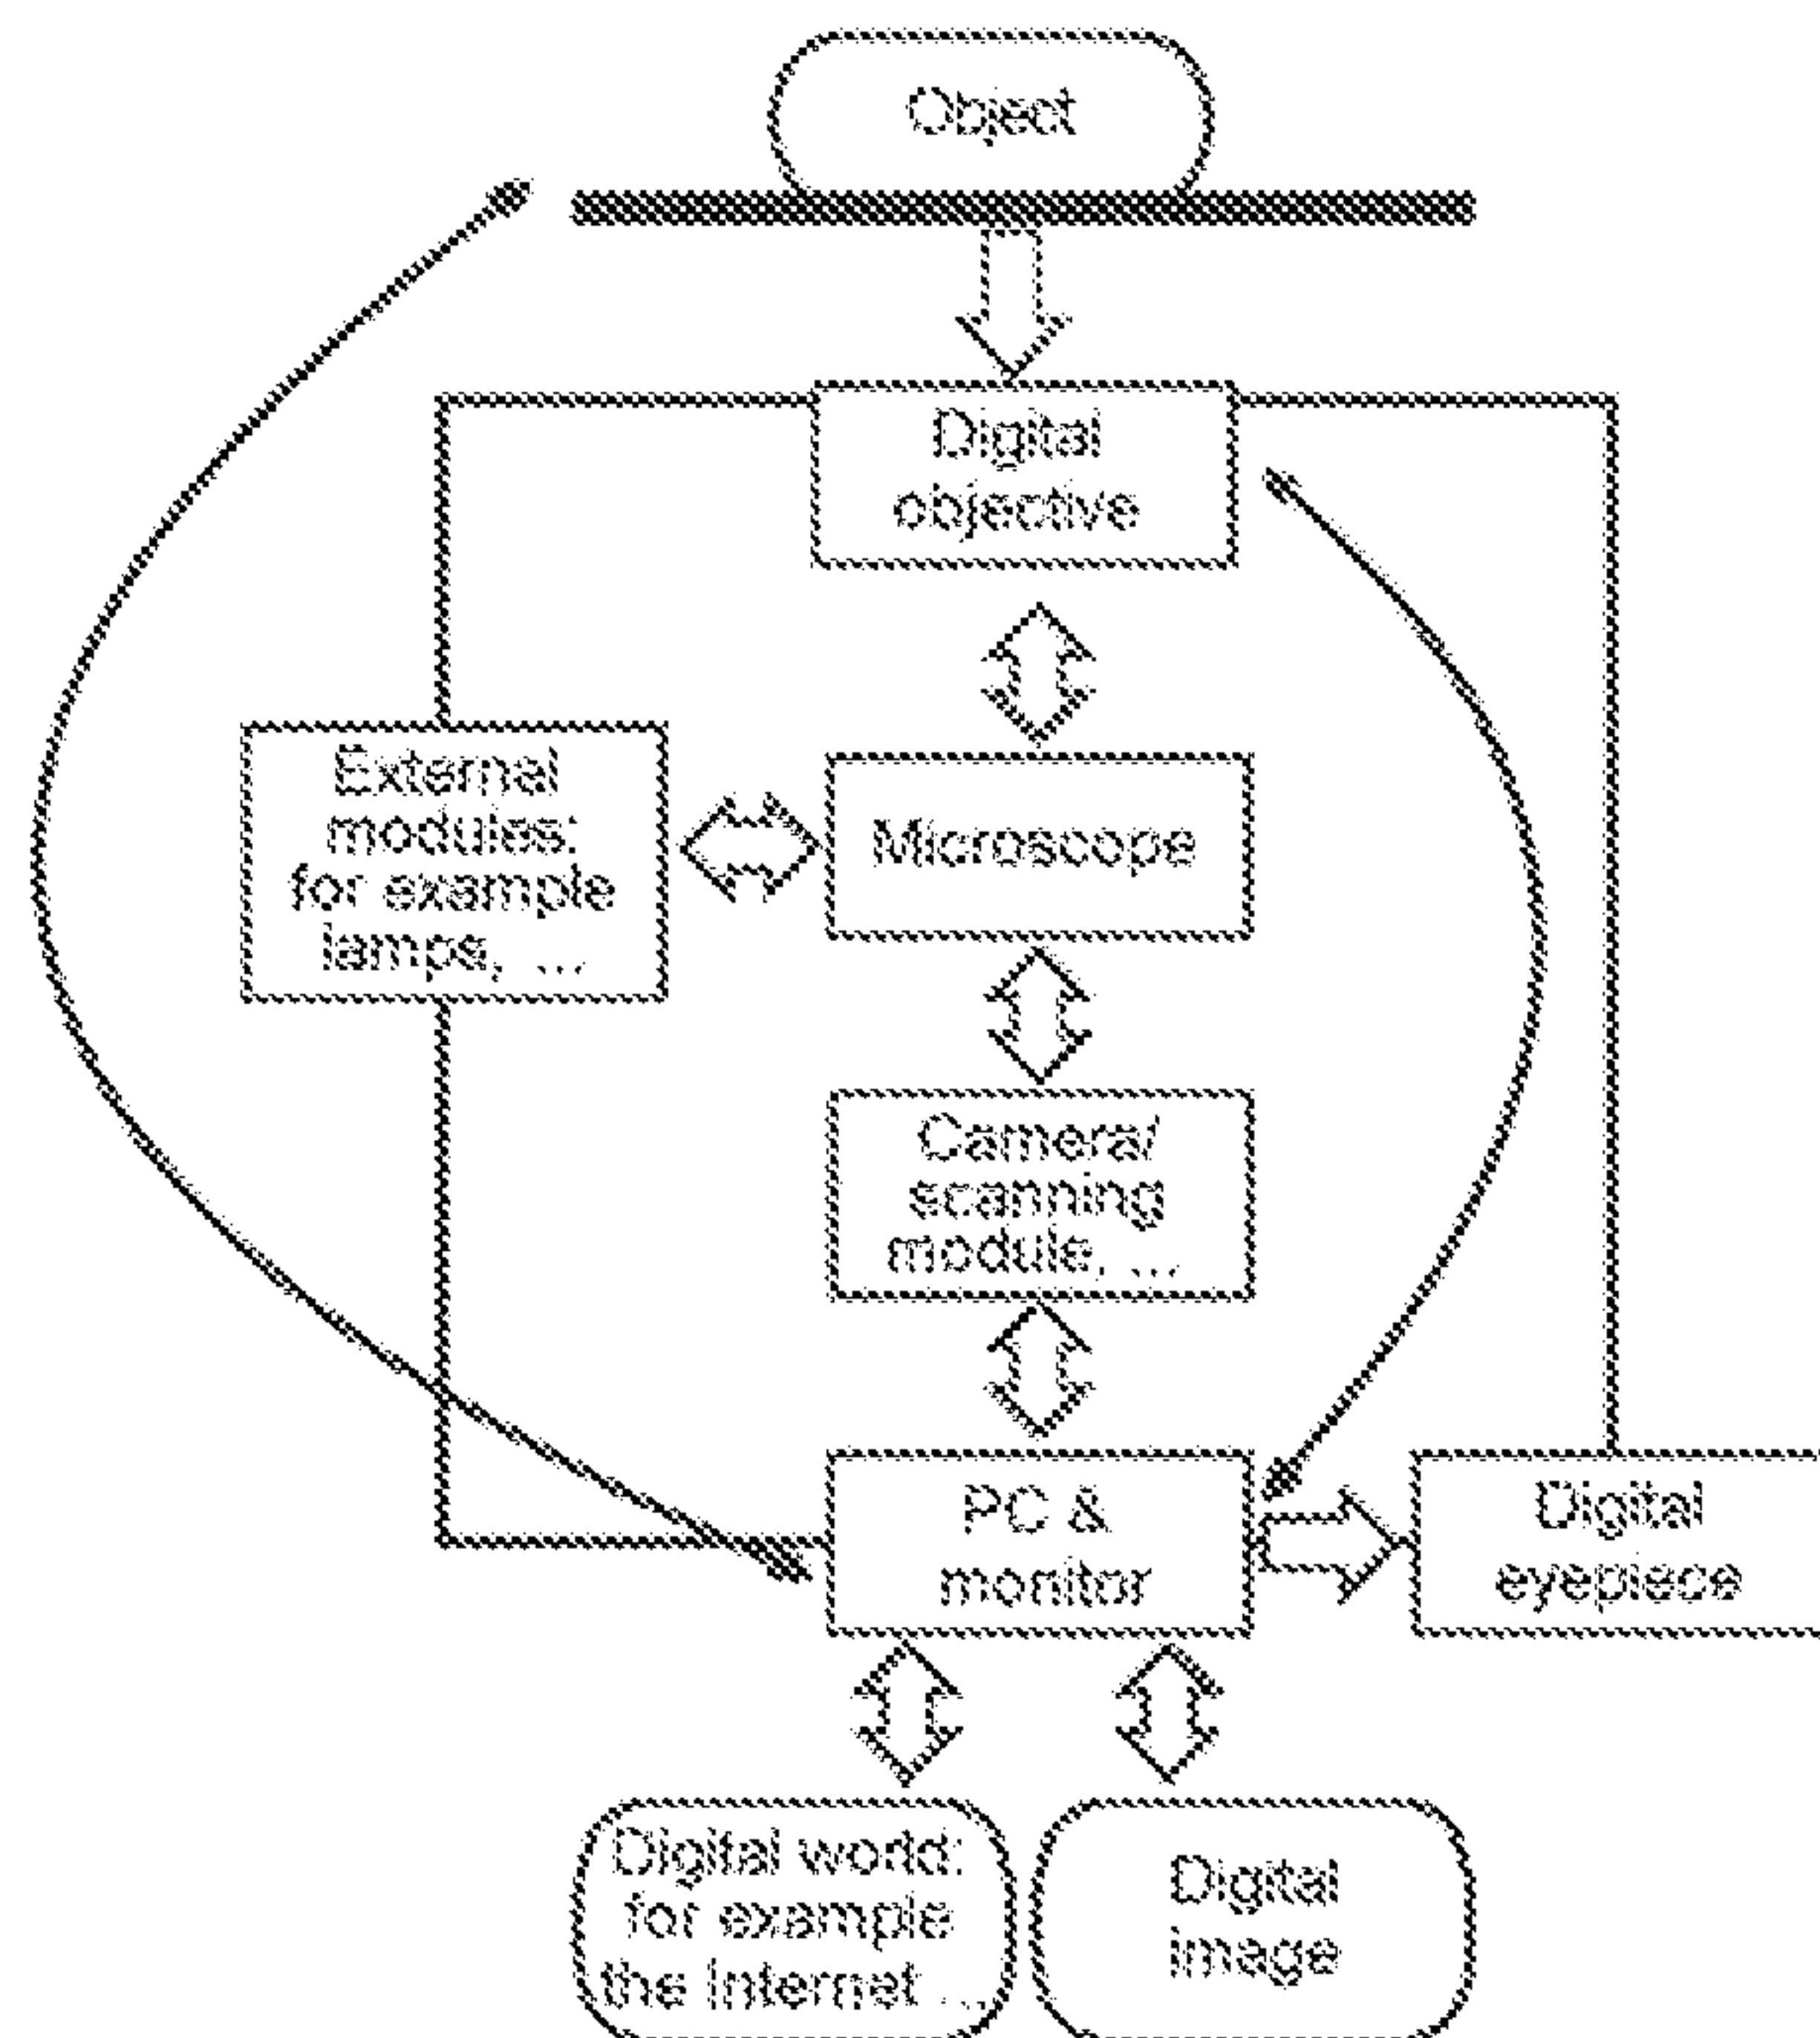 Object
Digital
objective
External
modules:
for example
lamps, ...
Microscope
Camera/
scanning
module, ...
PC &
monitor
Digital
eyepiece
Digital world:
for example
the Internet ...
Digital
image